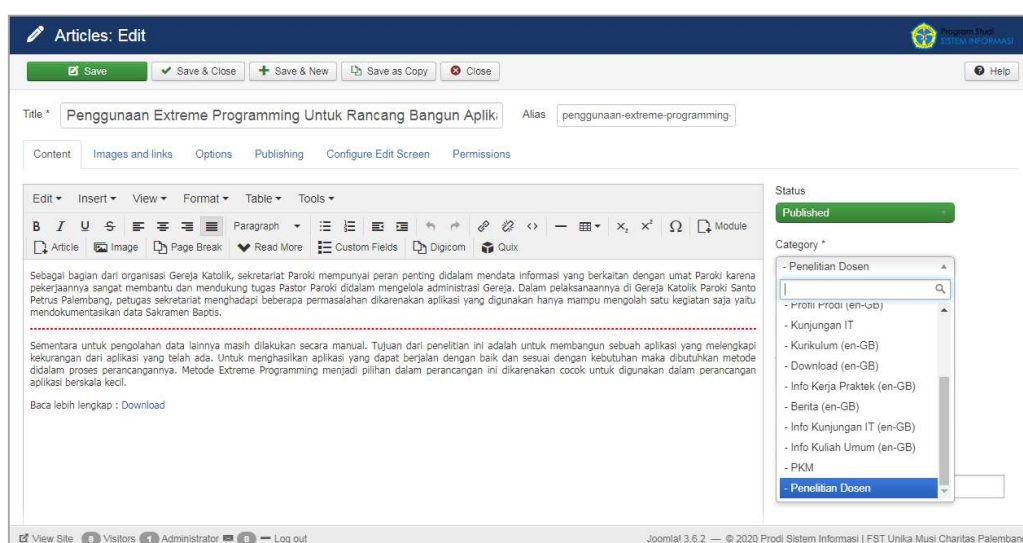 Articles: Edit
Program Studi
SISTEM INFORMASI
Save
Save & Close
Save & New
Save as Copy
Close
Help
Title *
Penggunaan Extreme Programming Untuk Rancang Bangun Aplik
Alias
penggunaan-extreme-programming-
Content
Images and links
Options
Publishing
Configure Edit Screen
Permissions
Edit
Insert
View
Format
Table
Tools
Paragraph
Module
Article
Image
Page Break
Read More
Custom Fields
Digicom
Quix
Sebagai bagian dari organisasi Gereja Katolik, sekretariat Paroki mempunyai peran penting didalam mendata informasi yang berkaitan dengan umat Paroki karena
pekerjaannya sangat membantu dan mendukung tugas Pastor Paroki didalam mengelola administrasi Gereja. Dalam pelaksanaannya di Gereja Katolik Paroki Santo
Petrus Palembang, petugas sekretariat menghadapi beberapa permasalahan dikarenakan aplikasi yang digunakan hanya mampu mengolah satu kegiatan saja yaitu
mendokumentasikan data Sakramen Baptis.
Sementara untuk pengolahan data lainnya masih dilakukan secara manual. Tujuan dari penelitian ini adalah untuk membangun sebuah aplikasi yang melengkapi
kekurangan dari aplikasi yang telah ada. Untuk menghasilkan aplikasi yang dapat berjalan dengan baik dan sesuai dengan kebutuhan maka dibutuhkan metode
didalam proses perancangannya. Metode Extreme Programming menjadi pilihan dalam perancangan ini dikarenakan cocok untuk digunakan dalam perancangan
aplikasi berskala kecil.
Baca lebih lengkap : Download
Status
Published
Category *
- Penelitian Dosen
- Profil Prodi (en-GB)
- Kunjungan IT
- Kurikulum (en-GB)
- Download (en-GB)
- Info Kerja Praktek (en-GB)
- Berita (en-GB)
- Info Kunjungan IT (en-GB)
- Info Kuliah Umum (en-GB)
- PKM
- Penelitian Dosen
View Site
0 Visitors
1 Administrator
0
Log out
Joomla! 3.6.2 — © 2020 Prodi Sistem Informasi | FST Unika Musi Charitas Palembang